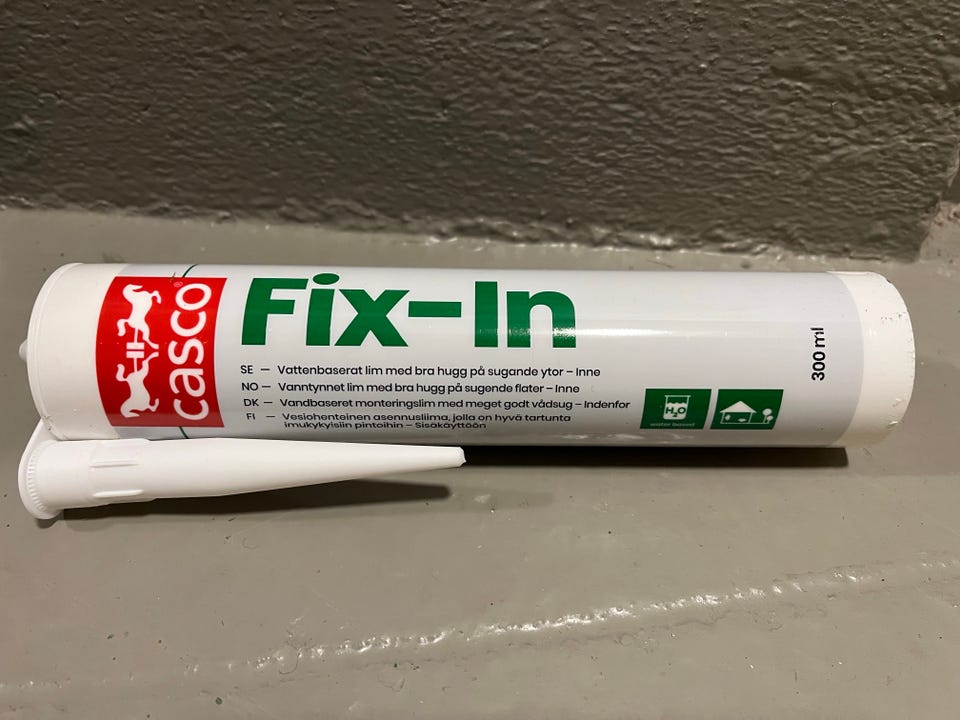 casco®
Fix-In
SE — Vattenbaserat lim med bra hugg på sugande ytor – Inne
NO — Vanntynnet lim med bra hugg på sugende flater – Inne
DK — Vandbaseret monteringslim med meget godt vådsug – Indenfor
FI — Vesiohenteinen asennusliima, jolla on hyvä tartunta
imukykyisiin pintoihin – Sisäkäyttöön
H₂O
water based
300 ml